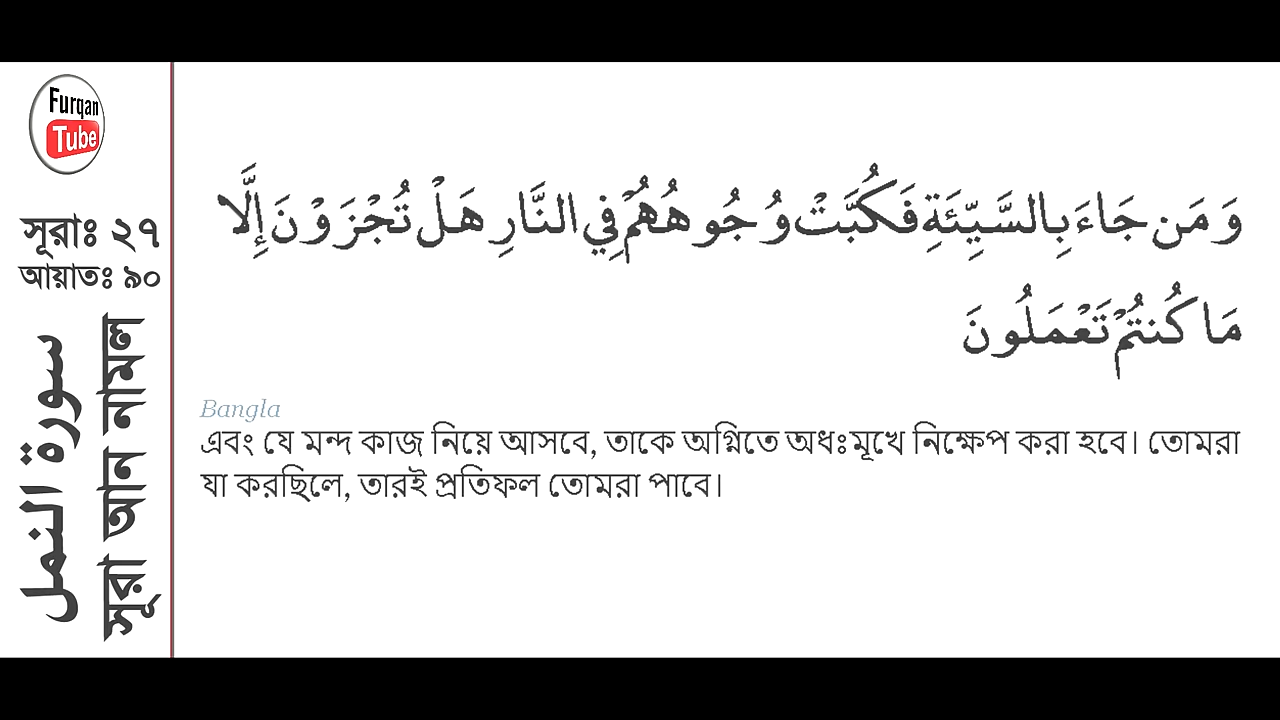 Furqan
Tube
সূরাঃ ২৭
আয়াতঃ ৯০
سورة النمل
সূরা আন নামল
وَمَن جَاءَ بِالسَّيِّئَةِ فَكُبَّتْ وُجُوهُهُمْ فِي النَّارِ هَلْ تُجْزَوْنَ إِلَّا
مَا كُنتُمْ تَعْمَلُونَ
Bangla
এবং যে মন্দ কাজ নিয়ে আসবে, তাকে অগ্নিতে অধঃমূখে নিক্ষেপ করা হবে। তোমরা
যা করছিলে, তারই প্রতিফল তোমরা পাবে।